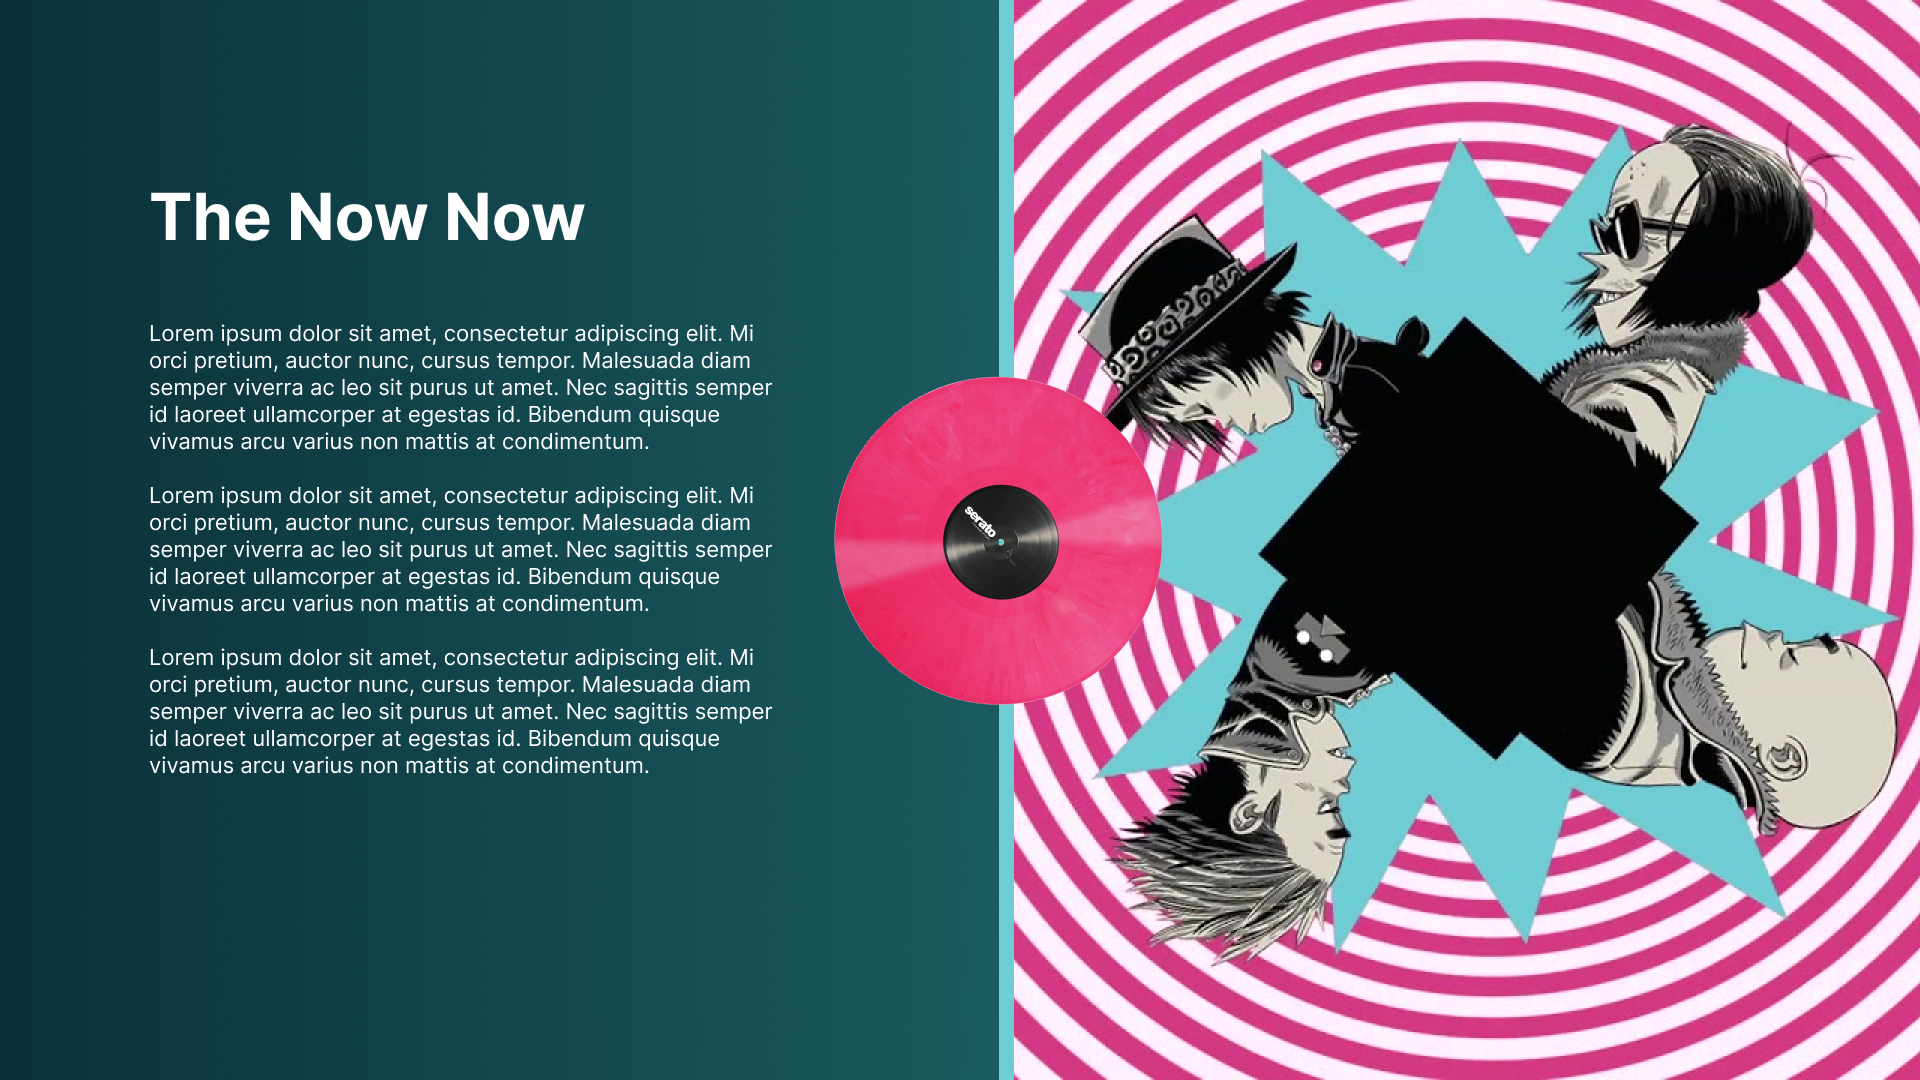 The Now Now
Lorem ipsum dolor sit amet, consectetur adipiscing elit. Mi
orci pretium, auctor nunc, cursus tempor. Malesuada diam
semper viverra ac leo sit purus ut amet. Nec sagittis semper
id laoreet ullamcorper at egestas id. Bibendum quisque
vivamus arcu varius non mattis at condimentum.
Lorem ipsum dolor sit amet, consectetur adipiscing elit. Mi
orci pretium, auctor nunc, cursus tempor. Malesuada diam
semper viverra ac leo sit purus ut amet. Nec sagittis semper
id laoreet ullamcorper at egestas id. Bibendum quisque
vivamus arcu varius non mattis at condimentum.
Lorem ipsum dolor sit amet, consectetur adipiscing elit. Mi
orci pretium, auctor nunc, cursus tempor. Malesuada diam
semper viverra ac leo sit purus ut amet. Nec sagittis semper
id laoreet ullamcorper at egestas id. Bibendum quisque
vivamus arcu varius non mattis at condimentum.
serato